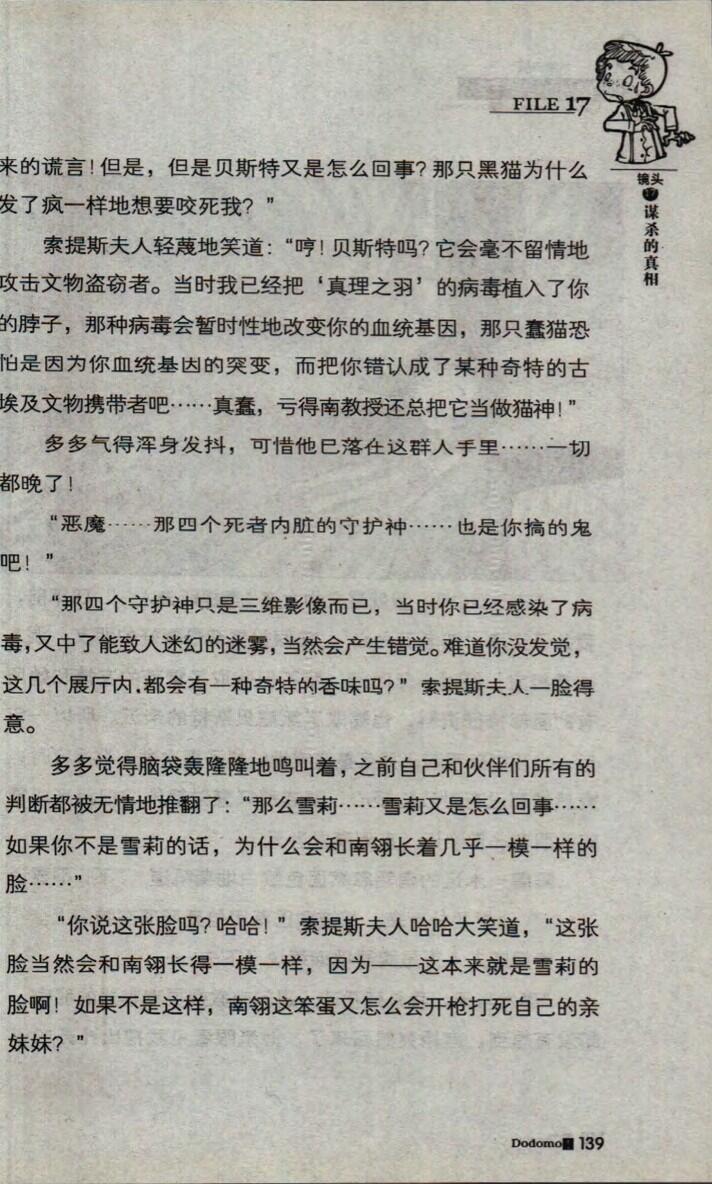 FILE 17
镜头
17
谋杀的真相
来的谎言！但是，但是贝斯特又是怎么回事？那只黑猫为什么
发了疯一样地想要咬死我？”
索提斯夫人轻蔑地笑道：“哼！贝斯特吗？它会毫不留情地
攻击文物盗窃者。当时我已经把‘真理之羽’的病毒植入了你
的脖子，那种病毒会暂时性地改变你的血统基因，那只蠢猫恐
怕是因为你血统基因的突变，而把你错认成了某种奇特的古
埃及文物携带者吧……真蠢，亏得南教授还总把它当做猫神！”
多多气得浑身发抖，可惜他已落在这群人手里……一切
都晚了！
“恶魔……那四个死者内脏的守护神……也是你搞的鬼
吧！”
“那四个守护神只是三维影像而已，当时你已经感染了病
毒，又中了能致人迷幻的迷雾，当然会产生错觉。难道你没发觉，
这几个展厅内，都会有一种奇特的香味吗？”索提斯夫人一脸得
意。
多多觉得脑袋轰隆隆地鸣叫着，之前自己和伙伴们所有的
判断都被无情地推翻了：“那么雪莉……雪莉又是怎么回事……
如果你不是雪莉的话，为什么会和南翎长着几乎一模一样的
脸……”
“你说这张脸吗？哈哈！”索提斯夫人哈哈大笑道，“这张
脸当然会和南翎长得一模一样，因为——这本来就是雪莉的
脸啊！如果不是这样，南翎这笨蛋又怎么会开枪打死自己的亲
妹妹？”
Dodomo 139